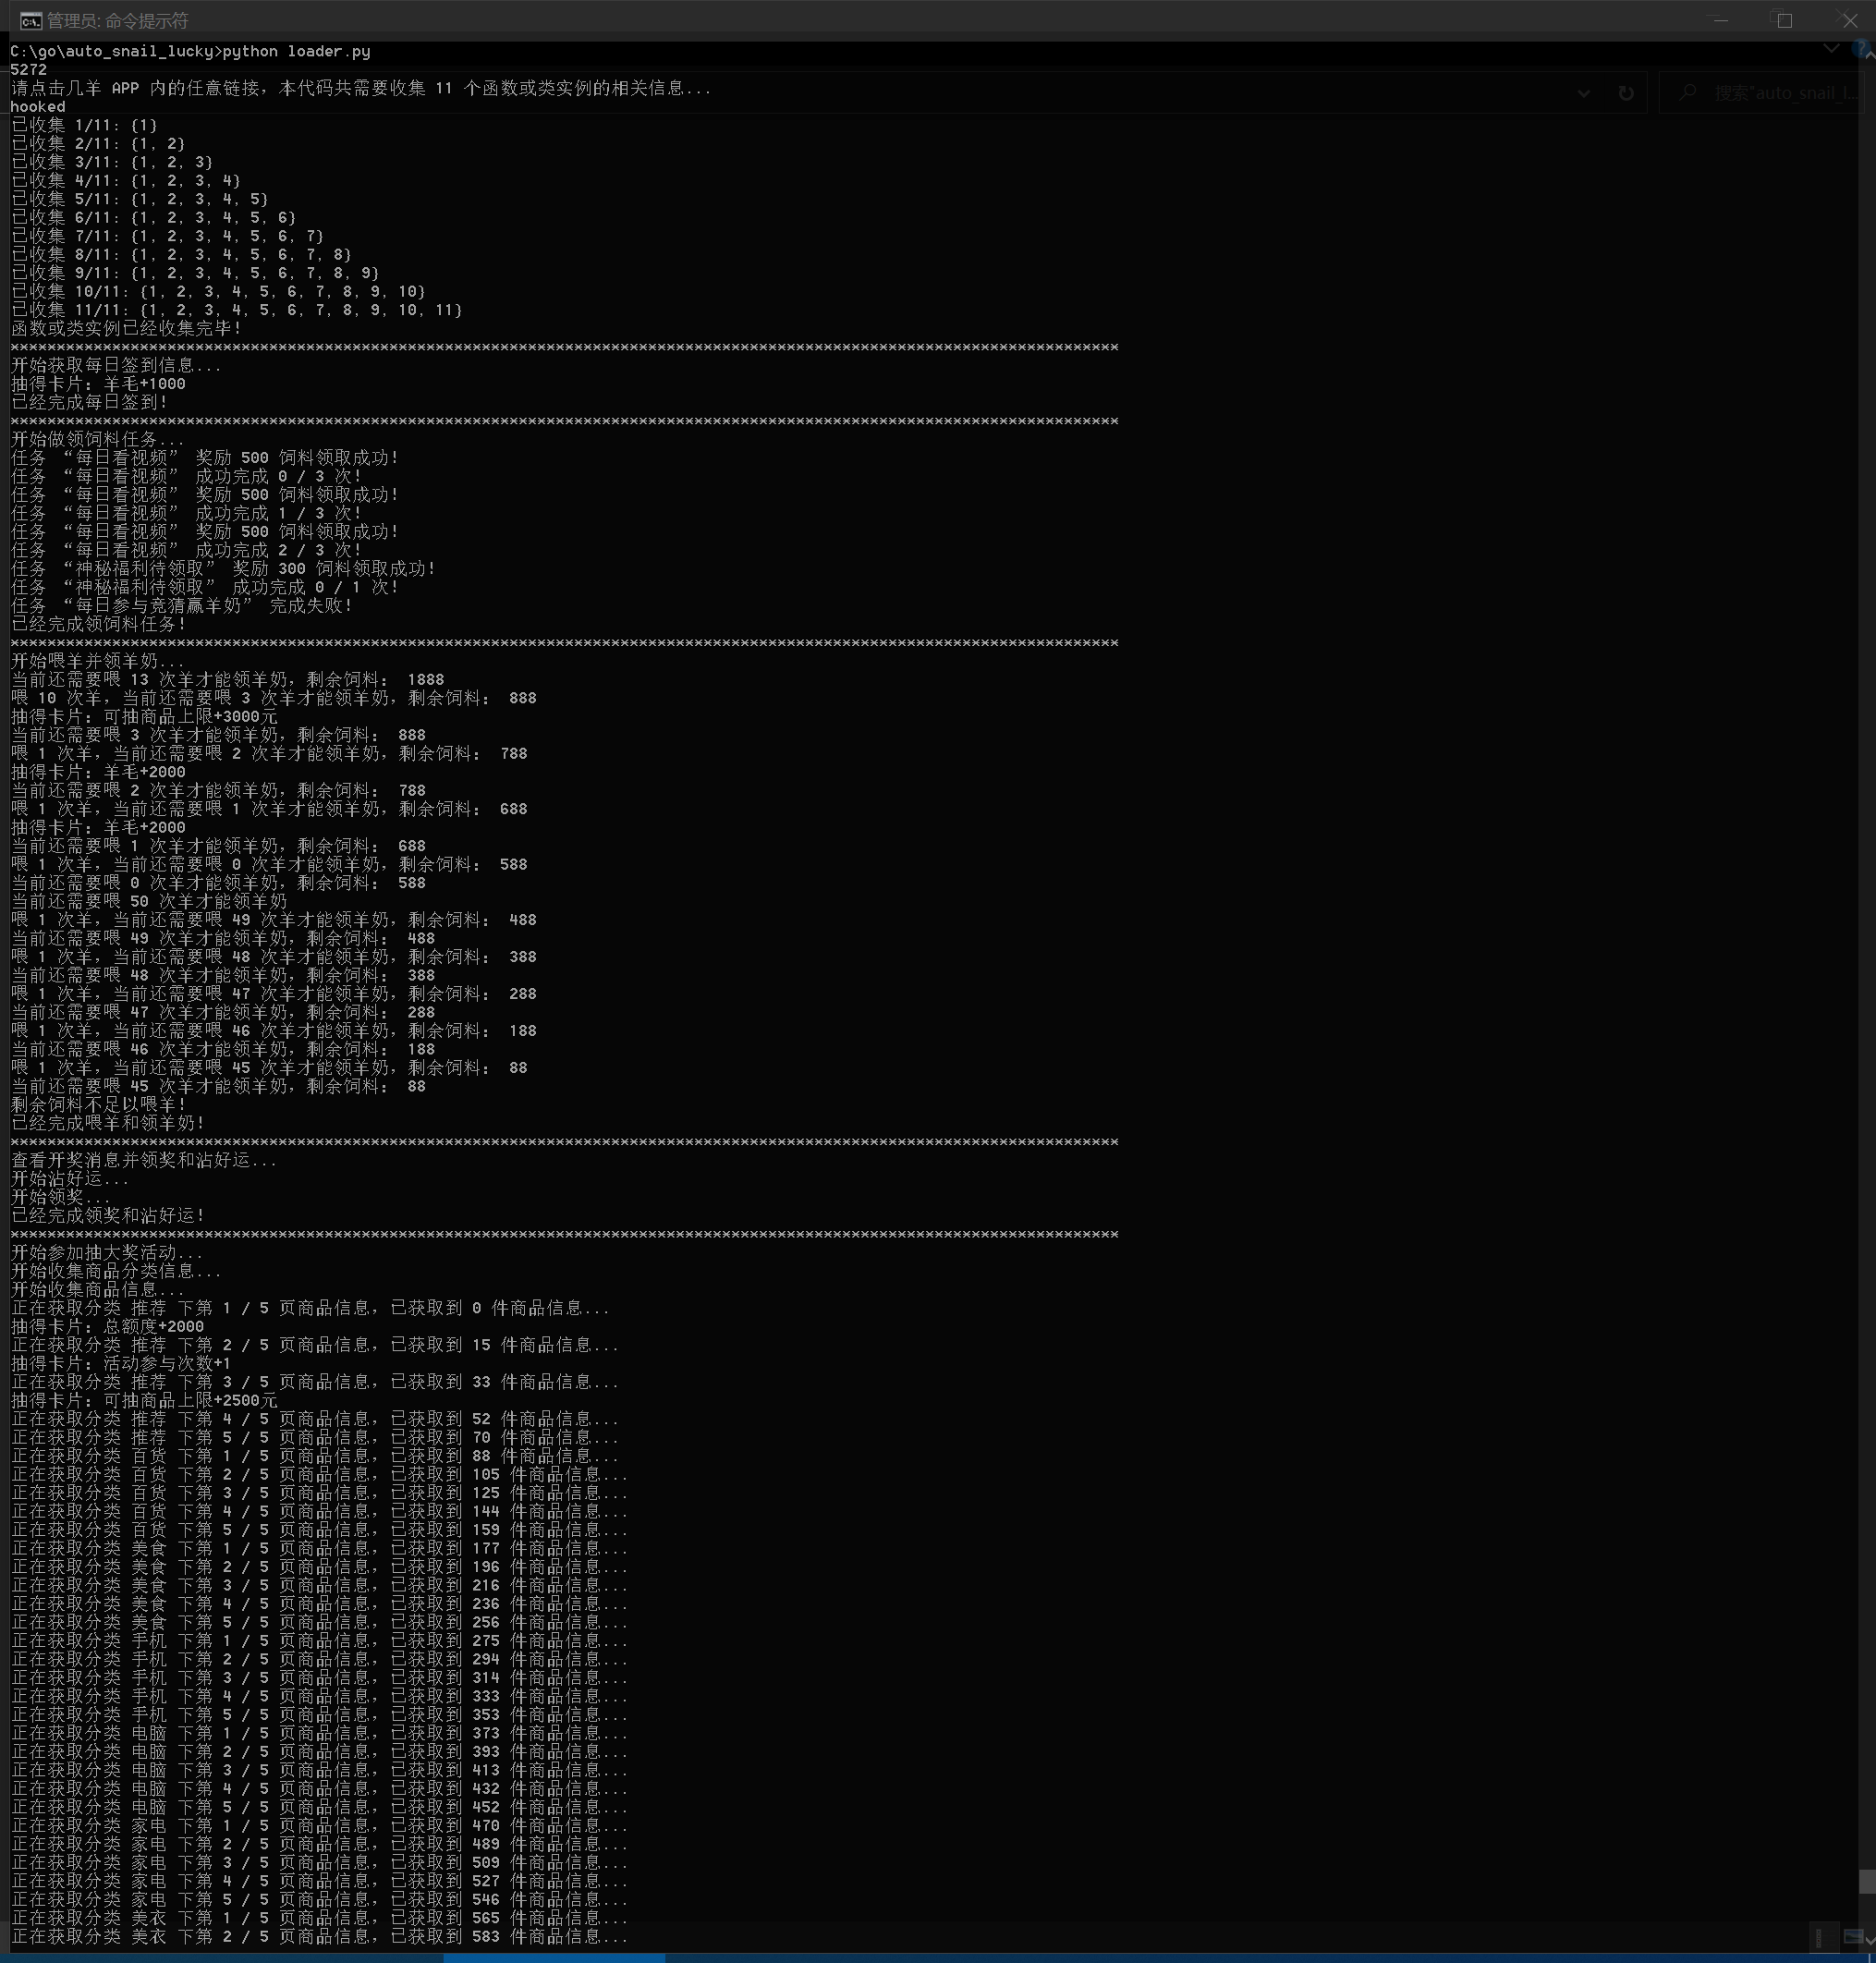 管理员: 命令提示符
C:\go\auto_snail_lucky>python loader.py
5272
请点击几羊 APP 内的任意链接，本代码共需要收集 11 个函数或类实例的相关信息...
搜索"auto_snail_l...
hooked
已收集 1/11: {1}
已收集 2/11: {1, 2}
已收集 3/11: {1, 2, 3}
已收集 4/11: {1, 2, 3, 4}
已收集 5/11: {1, 2, 3, 4, 5}
已收集 6/11: {1, 2, 3, 4, 5, 6}
已收集 7/11: {1, 2, 3, 4, 5, 6, 7}
已收集 8/11: {1, 2, 3, 4, 5, 6, 7, 8}
已收集 9/11: {1, 2, 3, 4, 5, 6, 7, 8, 9}
已收集 10/11: {1, 2, 3, 4, 5, 6, 7, 8, 9, 10}
已收集 11/11: {1, 2, 3, 4, 5, 6, 7, 8, 9, 10, 11}
函数或类实例已经收集完毕!
************************************************************************************************************************
开始获取每日签到信息...
抽得卡片: 羊毛+1000
已经完成每日签到!
************************************************************************************************************************
开始做领饲料任务...
任务 “每日看视频” 奖励 500 饲料领取成功!
任务 “每日看视频” 成功完成 0 / 3 次!
任务 “每日看视频” 奖励 500 饲料领取成功!
任务 “每日看视频” 成功完成 1 / 3 次!
任务 “每日看视频” 奖励 500 饲料领取成功!
任务 “每日看视频” 成功完成 2 / 3 次!
任务 “神秘福利待领取” 奖励 300 饲料领取成功!
任务 “神秘福利待领取” 成功完成 0 / 1 次!
任务 “每日参与竞猜赢羊奶” 完成失败!
已经完成领饲料任务!
************************************************************************************************************************
开始喂羊并领羊奶...
当前还需要喂 13 次羊才能领羊奶，剩余饲料: 1888
喂 10 次羊，当前还需要喂 3 次羊才能领羊奶，剩余饲料: 888
抽得卡片: 可抽商品上限+3000元
当前还需要喂 3 次羊才能领羊奶，剩余饲料: 888
喂 1 次羊，当前还需要喂 2 次羊才能领羊奶，剩余饲料: 788
抽得卡片: 羊毛+2000
当前还需要喂 2 次羊才能领羊奶，剩余饲料: 788
喂 1 次羊，当前还需要喂 1 次羊才能领羊奶，剩余饲料: 688
抽得卡片: 羊毛+2000
当前还需要喂 1 次羊才能领羊奶，剩余饲料: 688
喂 1 次羊，当前还需要喂 0 次羊才能领羊奶，剩余饲料: 588
当前还需要喂 0 次羊才能领羊奶，剩余饲料: 588
当前还需要喂 50 次羊才能领羊奶
喂 1 次羊，当前还需要喂 49 次羊才能领羊奶，剩余饲料: 488
当前还需要喂 49 次羊才能领羊奶，剩余饲料: 488
喂 1 次羊，当前还需要喂 48 次羊才能领羊奶，剩余饲料: 388
当前还需要喂 48 次羊才能领羊奶，剩余饲料: 388
喂 1 次羊，当前还需要喂 47 次羊才能领羊奶，剩余饲料: 288
当前还需要喂 47 次羊才能领羊奶，剩余饲料: 288
喂 1 次羊，当前还需要喂 46 次羊才能领羊奶，剩余饲料: 188
当前还需要喂 46 次羊才能领羊奶，剩余饲料: 188
喂 1 次羊，当前还需要喂 45 次羊才能领羊奶，剩余饲料: 88
当前还需要喂 45 次羊才能领羊奶，剩余饲料: 88
剩余饲料不足以喂羊!
已经完成喂羊和领羊奶!
************************************************************************************************************************
查看开奖消息并领奖和沾好运...
开始沾好运...
开始领奖...
已经完成领奖和沾好运!
************************************************************************************************************************
开始参加抽大奖活动...
开始收集商品分类信息...
开始收集商品信息...
正在获取分类 推荐 下第 1 / 5 页商品信息，已获取到 0 件商品信息...
抽得卡片: 总额度+2000
正在获取分类 推荐 下第 2 / 5 页商品信息，已获取到 15 件商品信息...
抽得卡片: 活动参与次数+1
正在获取分类 推荐 下第 3 / 5 页商品信息，已获取到 33 件商品信息...
抽得卡片: 可抽商品上限+2500元
正在获取分类 推荐 下第 4 / 5 页商品信息，已获取到 52 件商品信息...
正在获取分类 推荐 下第 5 / 5 页商品信息，已获取到 70 件商品信息...
正在获取分类 百货 下第 1 / 5 页商品信息，已获取到 88 件商品信息...
正在获取分类 百货 下第 2 / 5 页商品信息，已获取到 105 件商品信息...
正在获取分类 百货 下第 3 / 5 页商品信息，已获取到 125 件商品信息...
正在获取分类 百货 下第 4 / 5 页商品信息，已获取到 144 件商品信息...
正在获取分类 百货 下第 5 / 5 页商品信息，已获取到 159 件商品信息...
正在获取分类 美食 下第 1 / 5 页商品信息，已获取到 177 件商品信息...
正在获取分类 美食 下第 2 / 5 页商品信息，已获取到 196 件商品信息...
正在获取分类 美食 下第 3 / 5 页商品信息，已获取到 216 件商品信息...
正在获取分类 美食 下第 4 / 5 页商品信息，已获取到 236 件商品信息...
正在获取分类 美食 下第 5 / 5 页商品信息，已获取到 256 件商品信息...
正在获取分类 手机 下第 1 / 5 页商品信息，已获取到 275 件商品信息...
正在获取分类 手机 下第 2 / 5 页商品信息，已获取到 294 件商品信息...
正在获取分类 手机 下第 3 / 5 页商品信息，已获取到 314 件商品信息...
正在获取分类 手机 下第 4 / 5 页商品信息，已获取到 333 件商品信息...
正在获取分类 手机 下第 5 / 5 页商品信息，已获取到 353 件商品信息...
正在获取分类 电脑 下第 1 / 5 页商品信息，已获取到 373 件商品信息...
正在获取分类 电脑 下第 2 / 5 页商品信息，已获取到 393 件商品信息...
正在获取分类 电脑 下第 3 / 5 页商品信息，已获取到 413 件商品信息...
正在获取分类 电脑 下第 4 / 5 页商品信息，已获取到 432 件商品信息...
正在获取分类 电脑 下第 5 / 5 页商品信息，已获取到 452 件商品信息...
正在获取分类 家电 下第 1 / 5 页商品信息，已获取到 470 件商品信息...
正在获取分类 家电 下第 2 / 5 页商品信息，已获取到 489 件商品信息...
正在获取分类 家电 下第 3 / 5 页商品信息，已获取到 509 件商品信息...
正在获取分类 家电 下第 4 / 5 页商品信息，已获取到 527 件商品信息...
正在获取分类 家电 下第 5 / 5 页商品信息，已获取到 546 件商品信息...
正在获取分类 美衣 下第 1 / 5 页商品信息，已获取到 565 件商品信息...
正在获取分类 美衣 下第 2 / 5 页商品信息，已获取到 583 件商品信息...